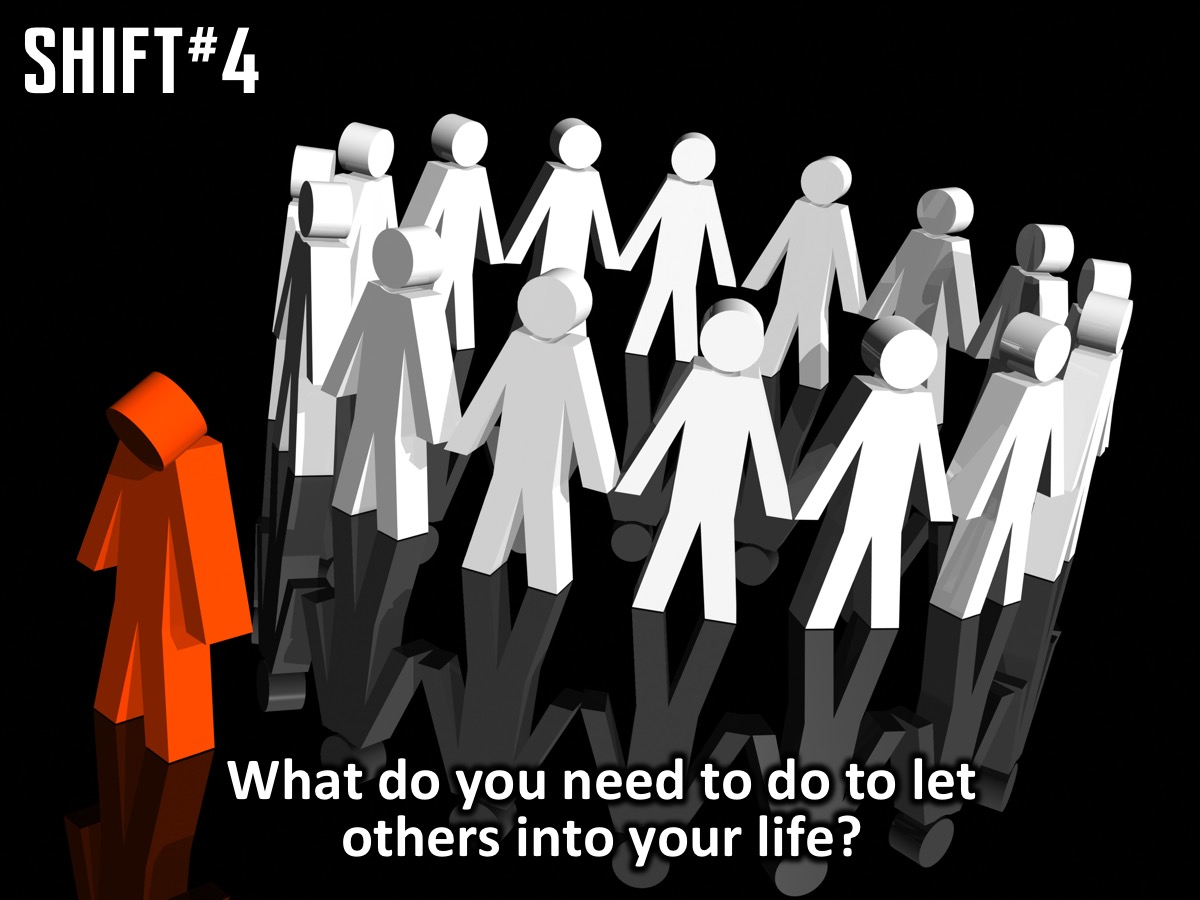 SHIFT#4
What do you need to do to let
others into your life?